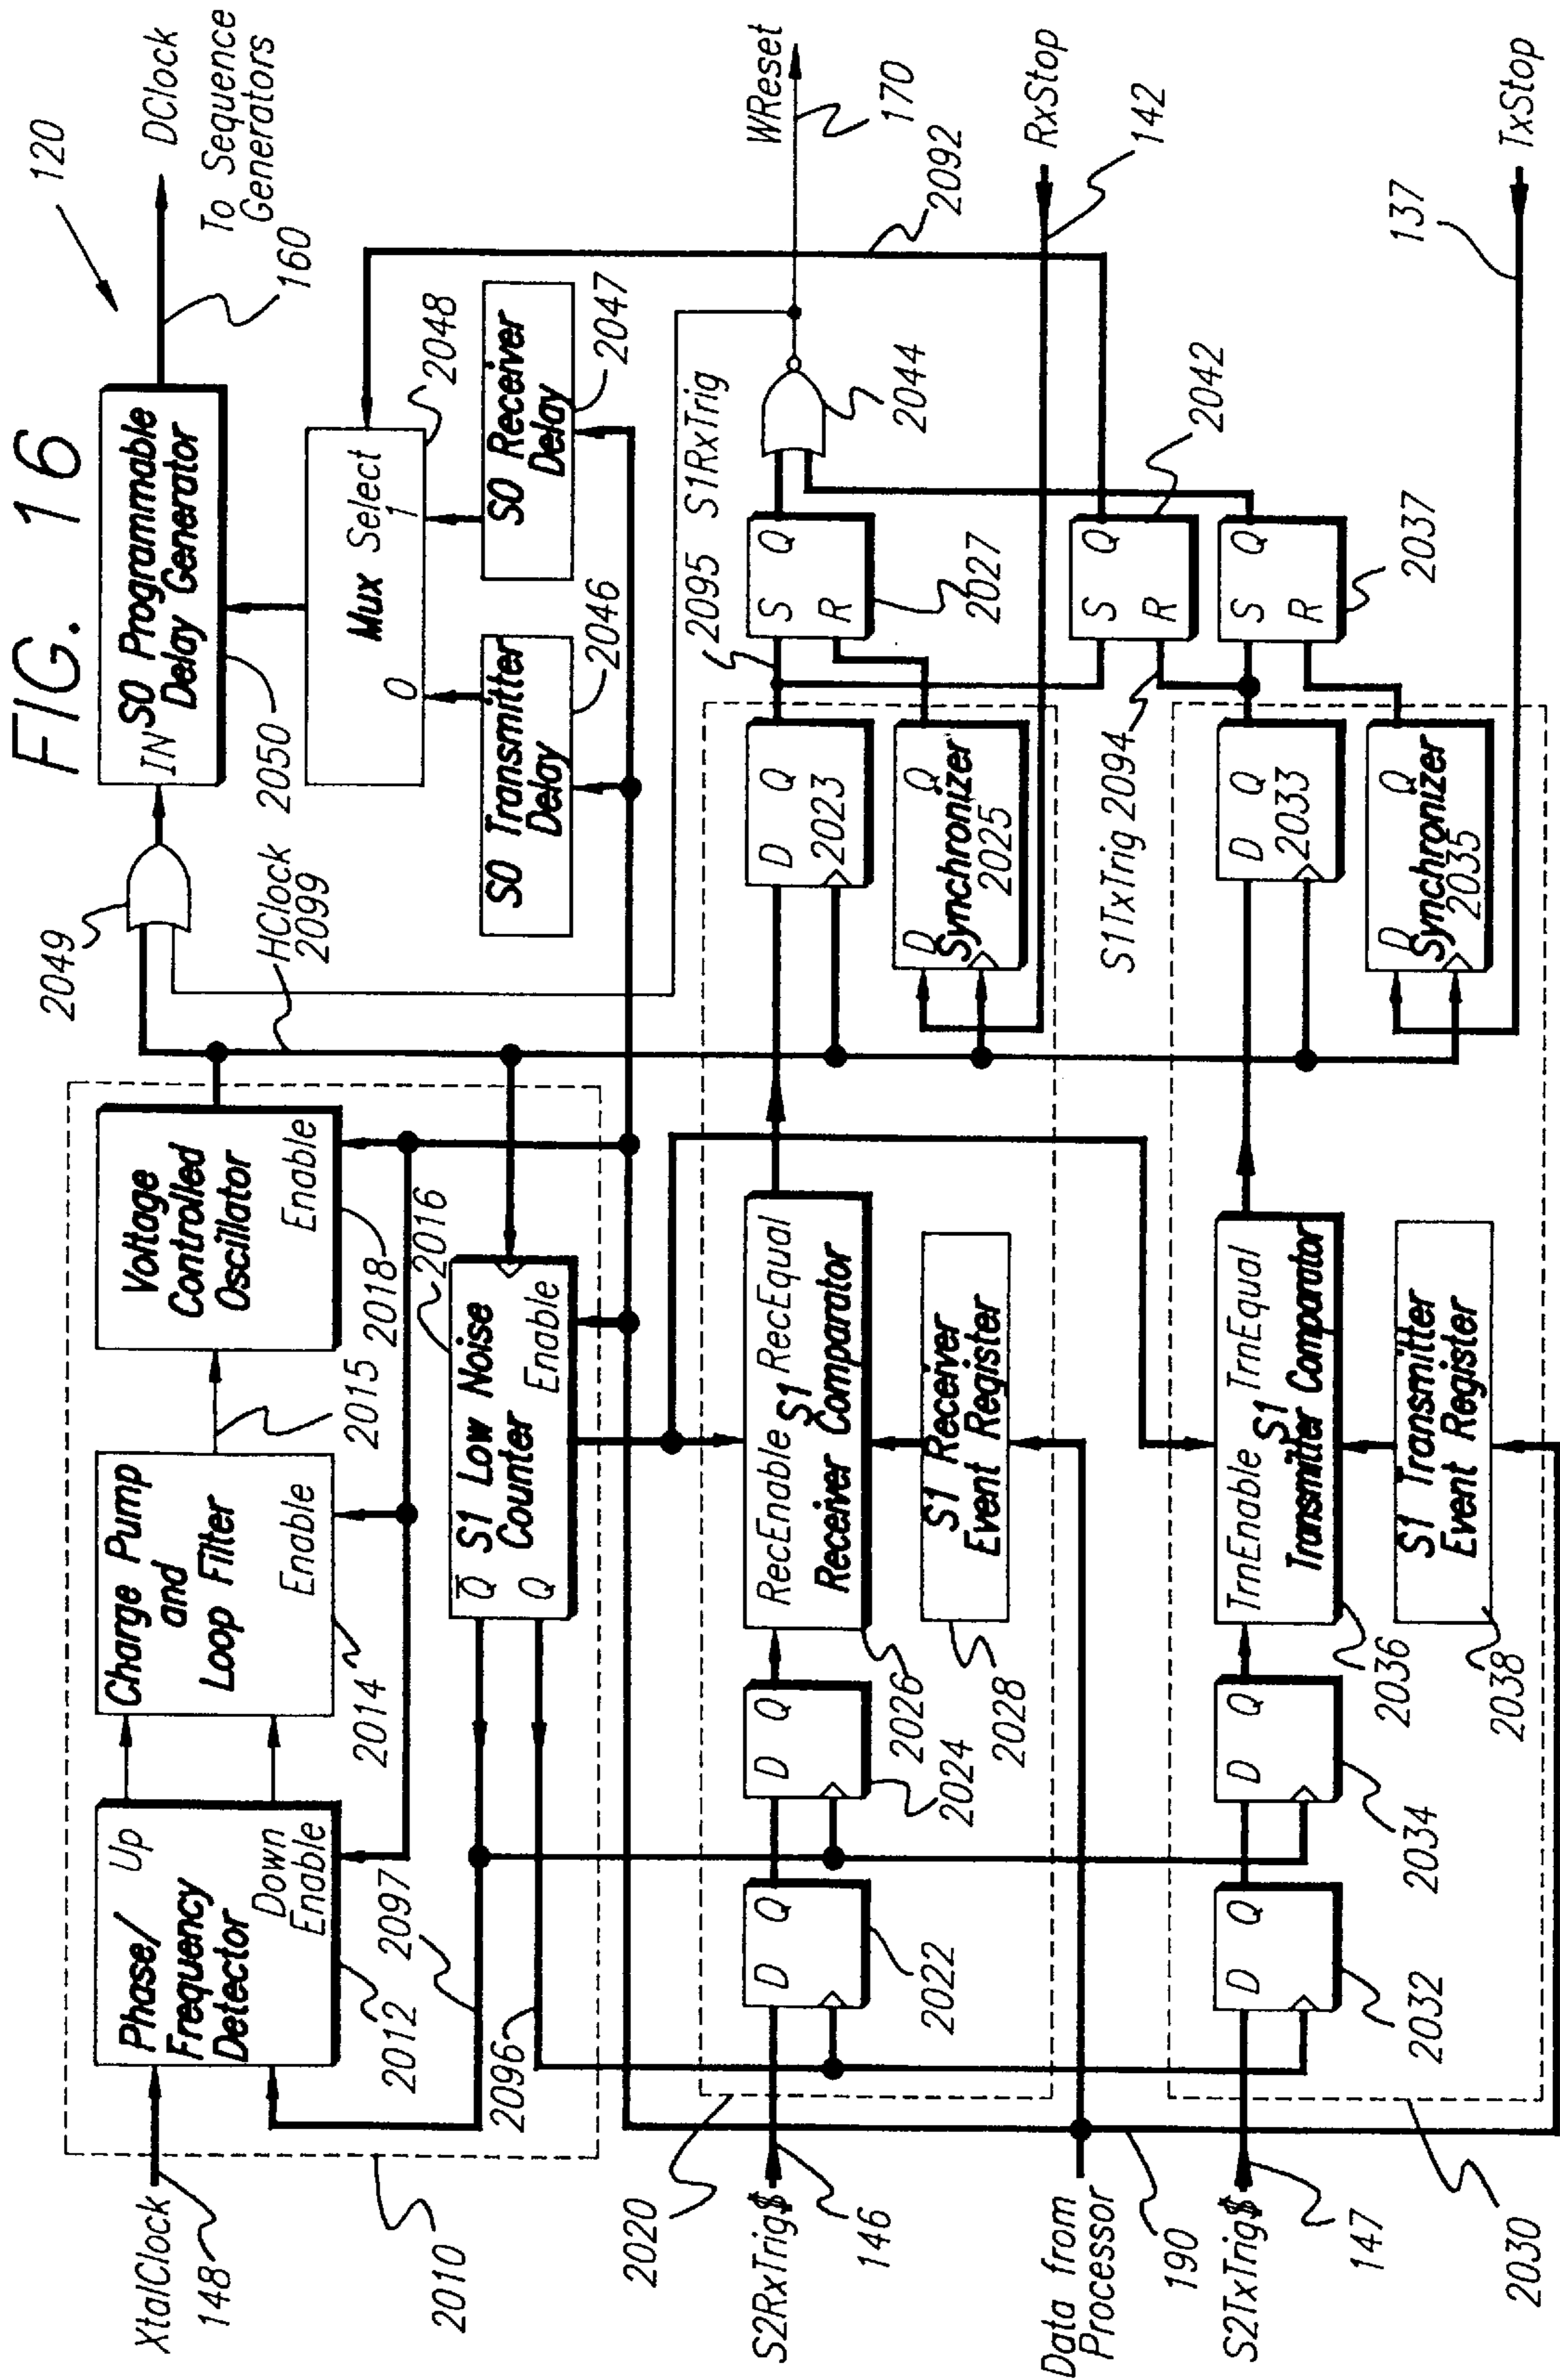 FIG. 16
120
XtalClock
148
Phase/
Frequency
Detector
Up
Down
Enable
2012
Charge Pump
and
Loop Filter
Enable
2014
2015
Voltage
Controlled
Oscillator
Enable
2018
2049
HClock
2099
IN
S0 Programmable
Delay Generator
2050
DClock
To Sequence
Generators
160
2010
2097
2096
Q̅
Q
S1 Low Noise
Counter
Enable
2016
Mux Select
0
1
2048
S0 Transmitter
Delay
2046
S0 Receiver
Delay
2047
2020
S2RxTrig$
146
D Q
2022
D Q
2024
RecEnable
RecEqual
S1
Receiver Comparator
2026
S1 Receiver
Event Register
2028
D Q
2023
D Q
Synchronizer
2025
2095
S1RxTrig
S Q
R
2027
2044
WReset
170
2092
RxStop
142
Data from
Processor
190
S2TxTrig$
147
2030
D Q
2032
D Q
2034
TrnEnable
TrnEqual
S1
Transmitter Comparator
2036
S1 Transmitter
Event Register
2038
S1TxTrig 2094
D Q
2033
D Q
Synchronizer
2035
S Q
R
2042
S Q
R
2037
137
TxStop